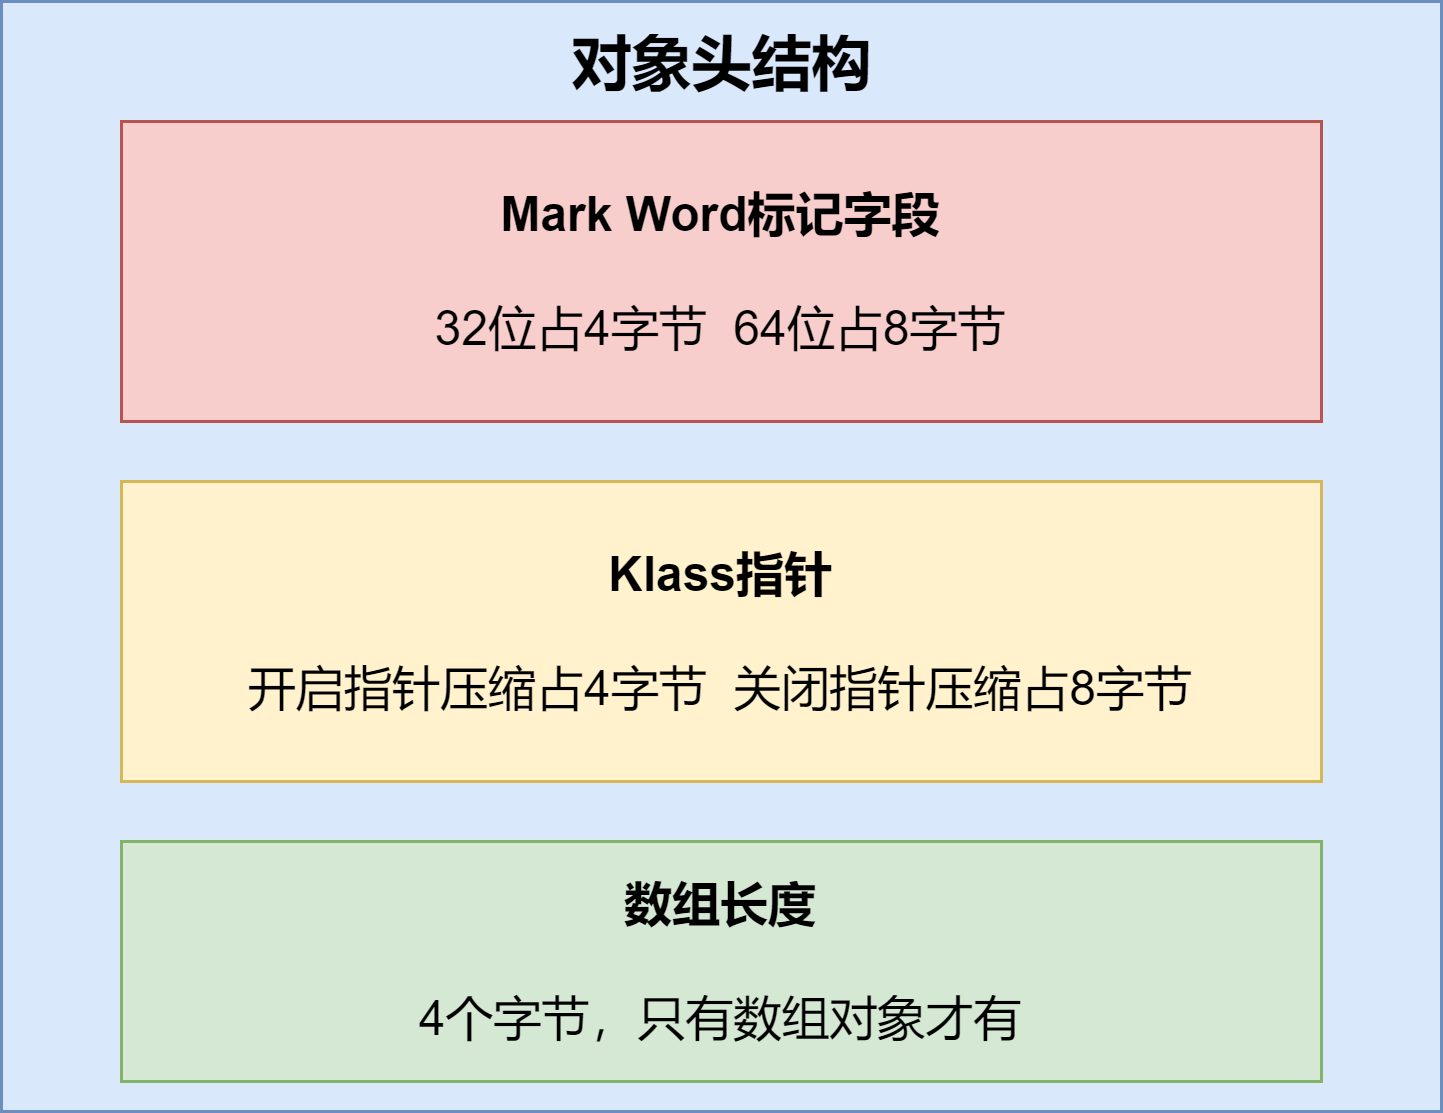 对象头结构
Mark Word标记字段
32位占4字节  64位占8字节
Klass指针
开启指针压缩占4字节  关闭指针压缩占8字节
数组长度
4个字节，只有数组对象才有